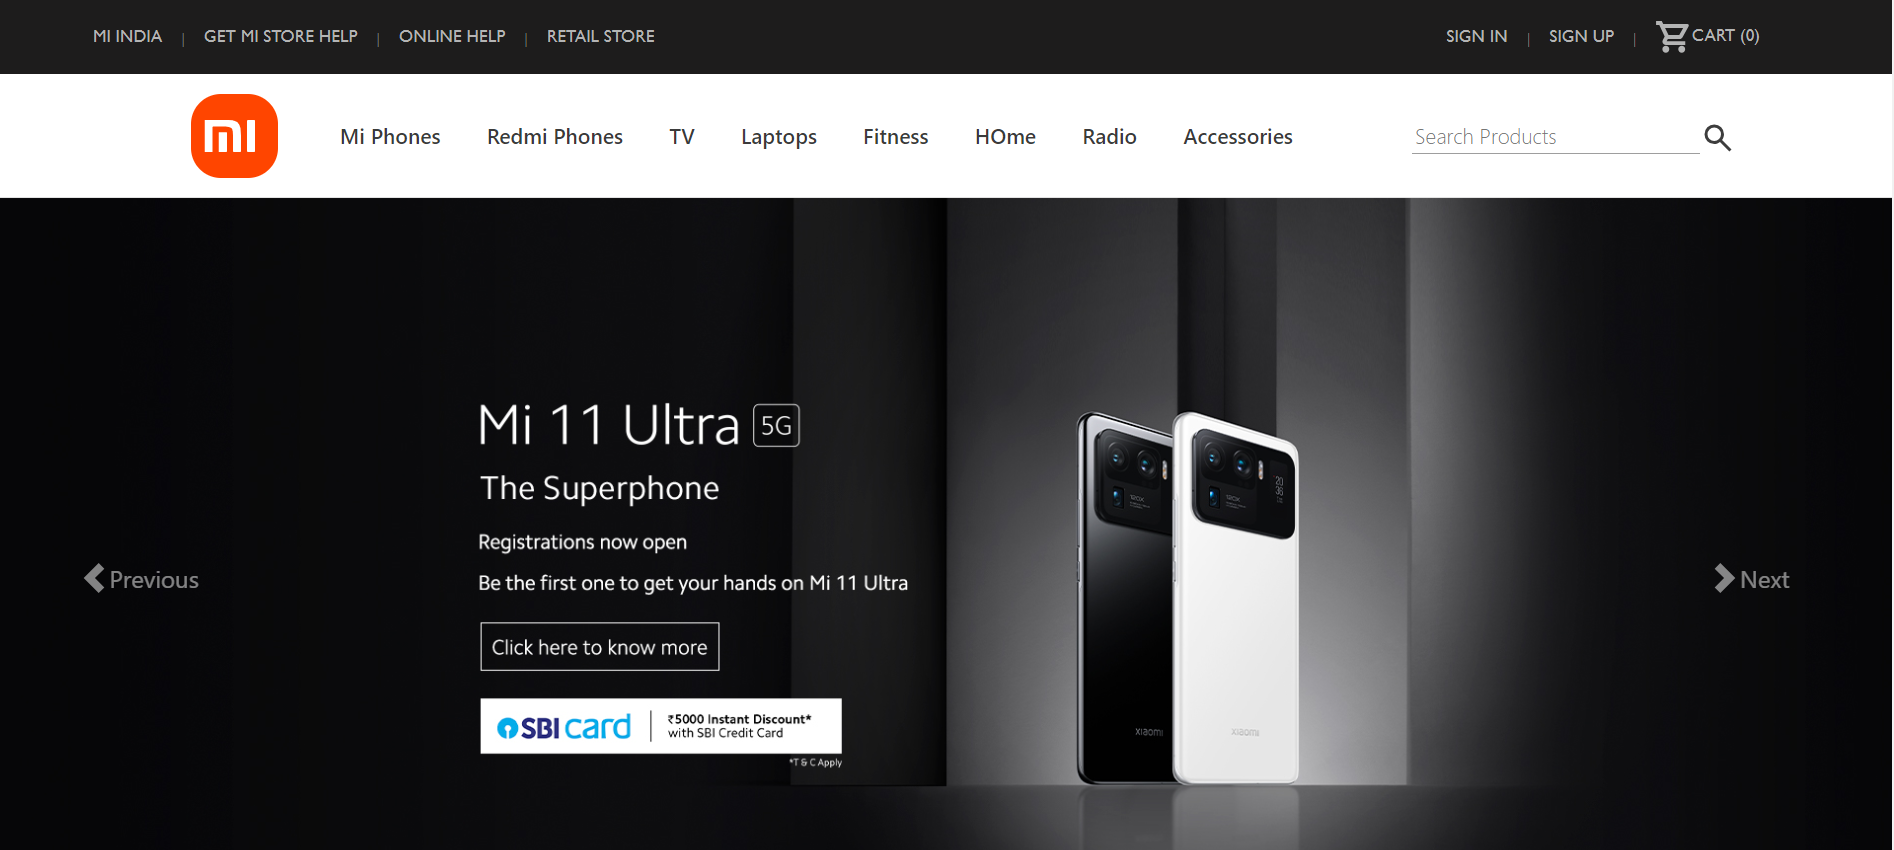 MI INDIA | GET MI STORE HELP | ONLINE HELP | RETAIL STORE
SIGN IN | SIGN UP | CART (0)
mi
Mi Phones Redmi Phones TV Laptops Fitness HOme Radio Accessories
Search Products
Mi 11 Ultra 5G
The Superphone
Registrations now open
Be the first one to get your hands on Mi 11 Ultra
Previous
Next
Click here to know more
SBI card
₹5000 Instant Discount*
with SBI Credit Card
*T & C Apply
120X
120X
XIAOMI
XIAOMI